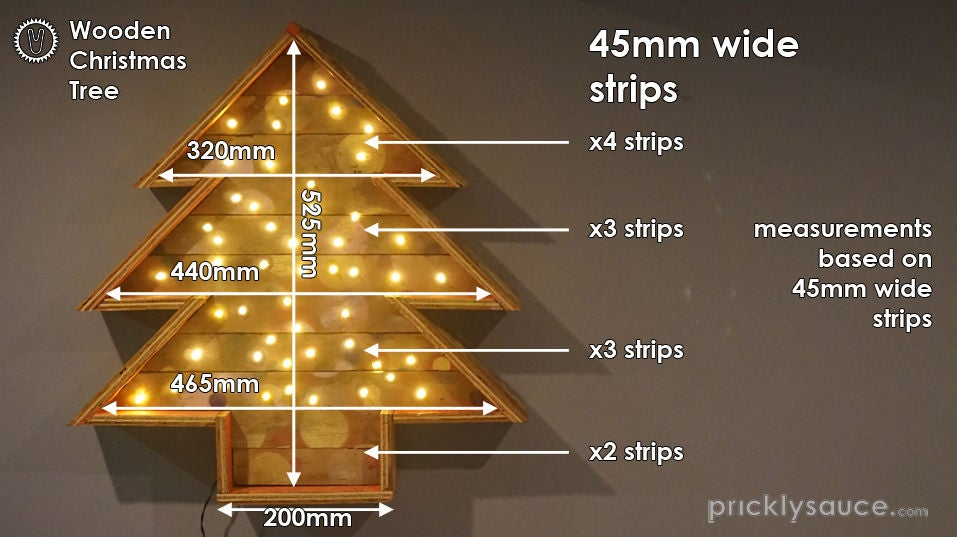 Wooden
Christmas
Tree
45mm wide
strips
320mm
x4 strips
525mm
x3 strips
measurements
based on
45mm wide
strips
440mm
x3 strips
465mm
x2 strips
200mm
pricklysauce.com